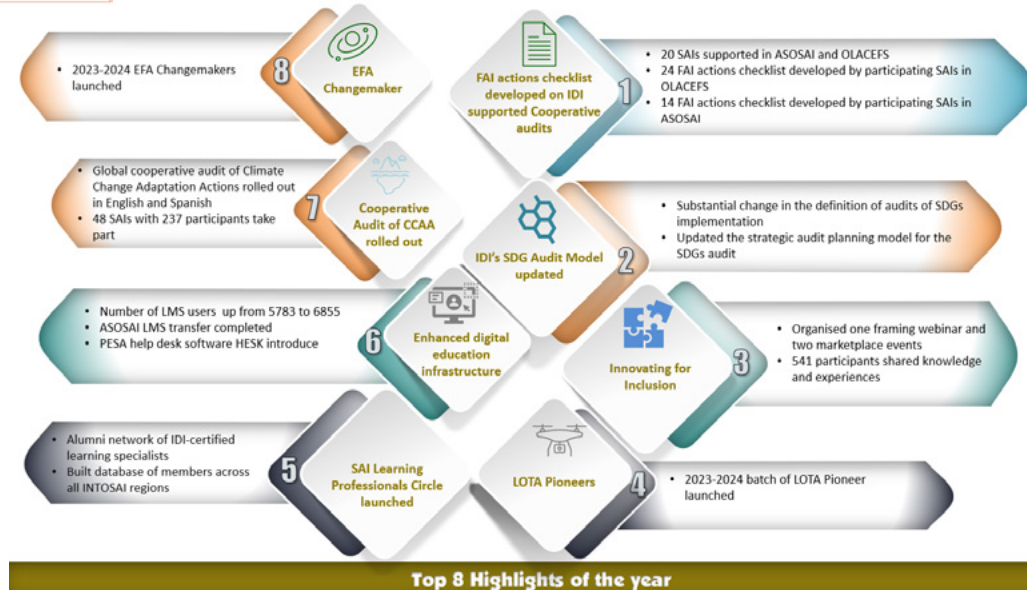 FAI actions checklist
developed on IDI
supported Cooperative
audits
1
• 20 SAIs supported in ASOSAI and OLACEFS
• 24 FAI actions checklist developed by participating SAIs in
OLACEFS
• 14 FAI actions checklist developed by participating SAIs in
ASOSAI
IDI's SDG Audit Model
updated
2
• Substantial change in the definition of audits of SDGs
implementation
• Updated the strategic audit planning model for the
SDGs audit
Innovating for
Inclusion
3
• Organised one framing webinar and
two marketplace events
• 541 participants shared knowledge
and experiences
LOTA Pioneers
4
• 2023-2024 batch of LOTA Pioneer
launched
SAI Learning
Professionals Circle
launched
5
• Alumni network of IDI-certified
learning specialists
• Built database of members across
all INTOSAI regions
Enhanced digital
education
infrastructure
6
• Number of LMS users up from 5783 to 6855
• ASOSAI LMS transfer completed
• PESA help desk software HESK introduce
Cooperative
Audit of CCAA
rolled out
7
• Global cooperative audit of Climate
Change Adaptation Actions rolled out
in English and Spanish
• 48 SAIs with 237 participants take
part
EFA
Changemaker
8
• 2023-2024 EFA Changemakers
launched
Top 8 Highlights of the year